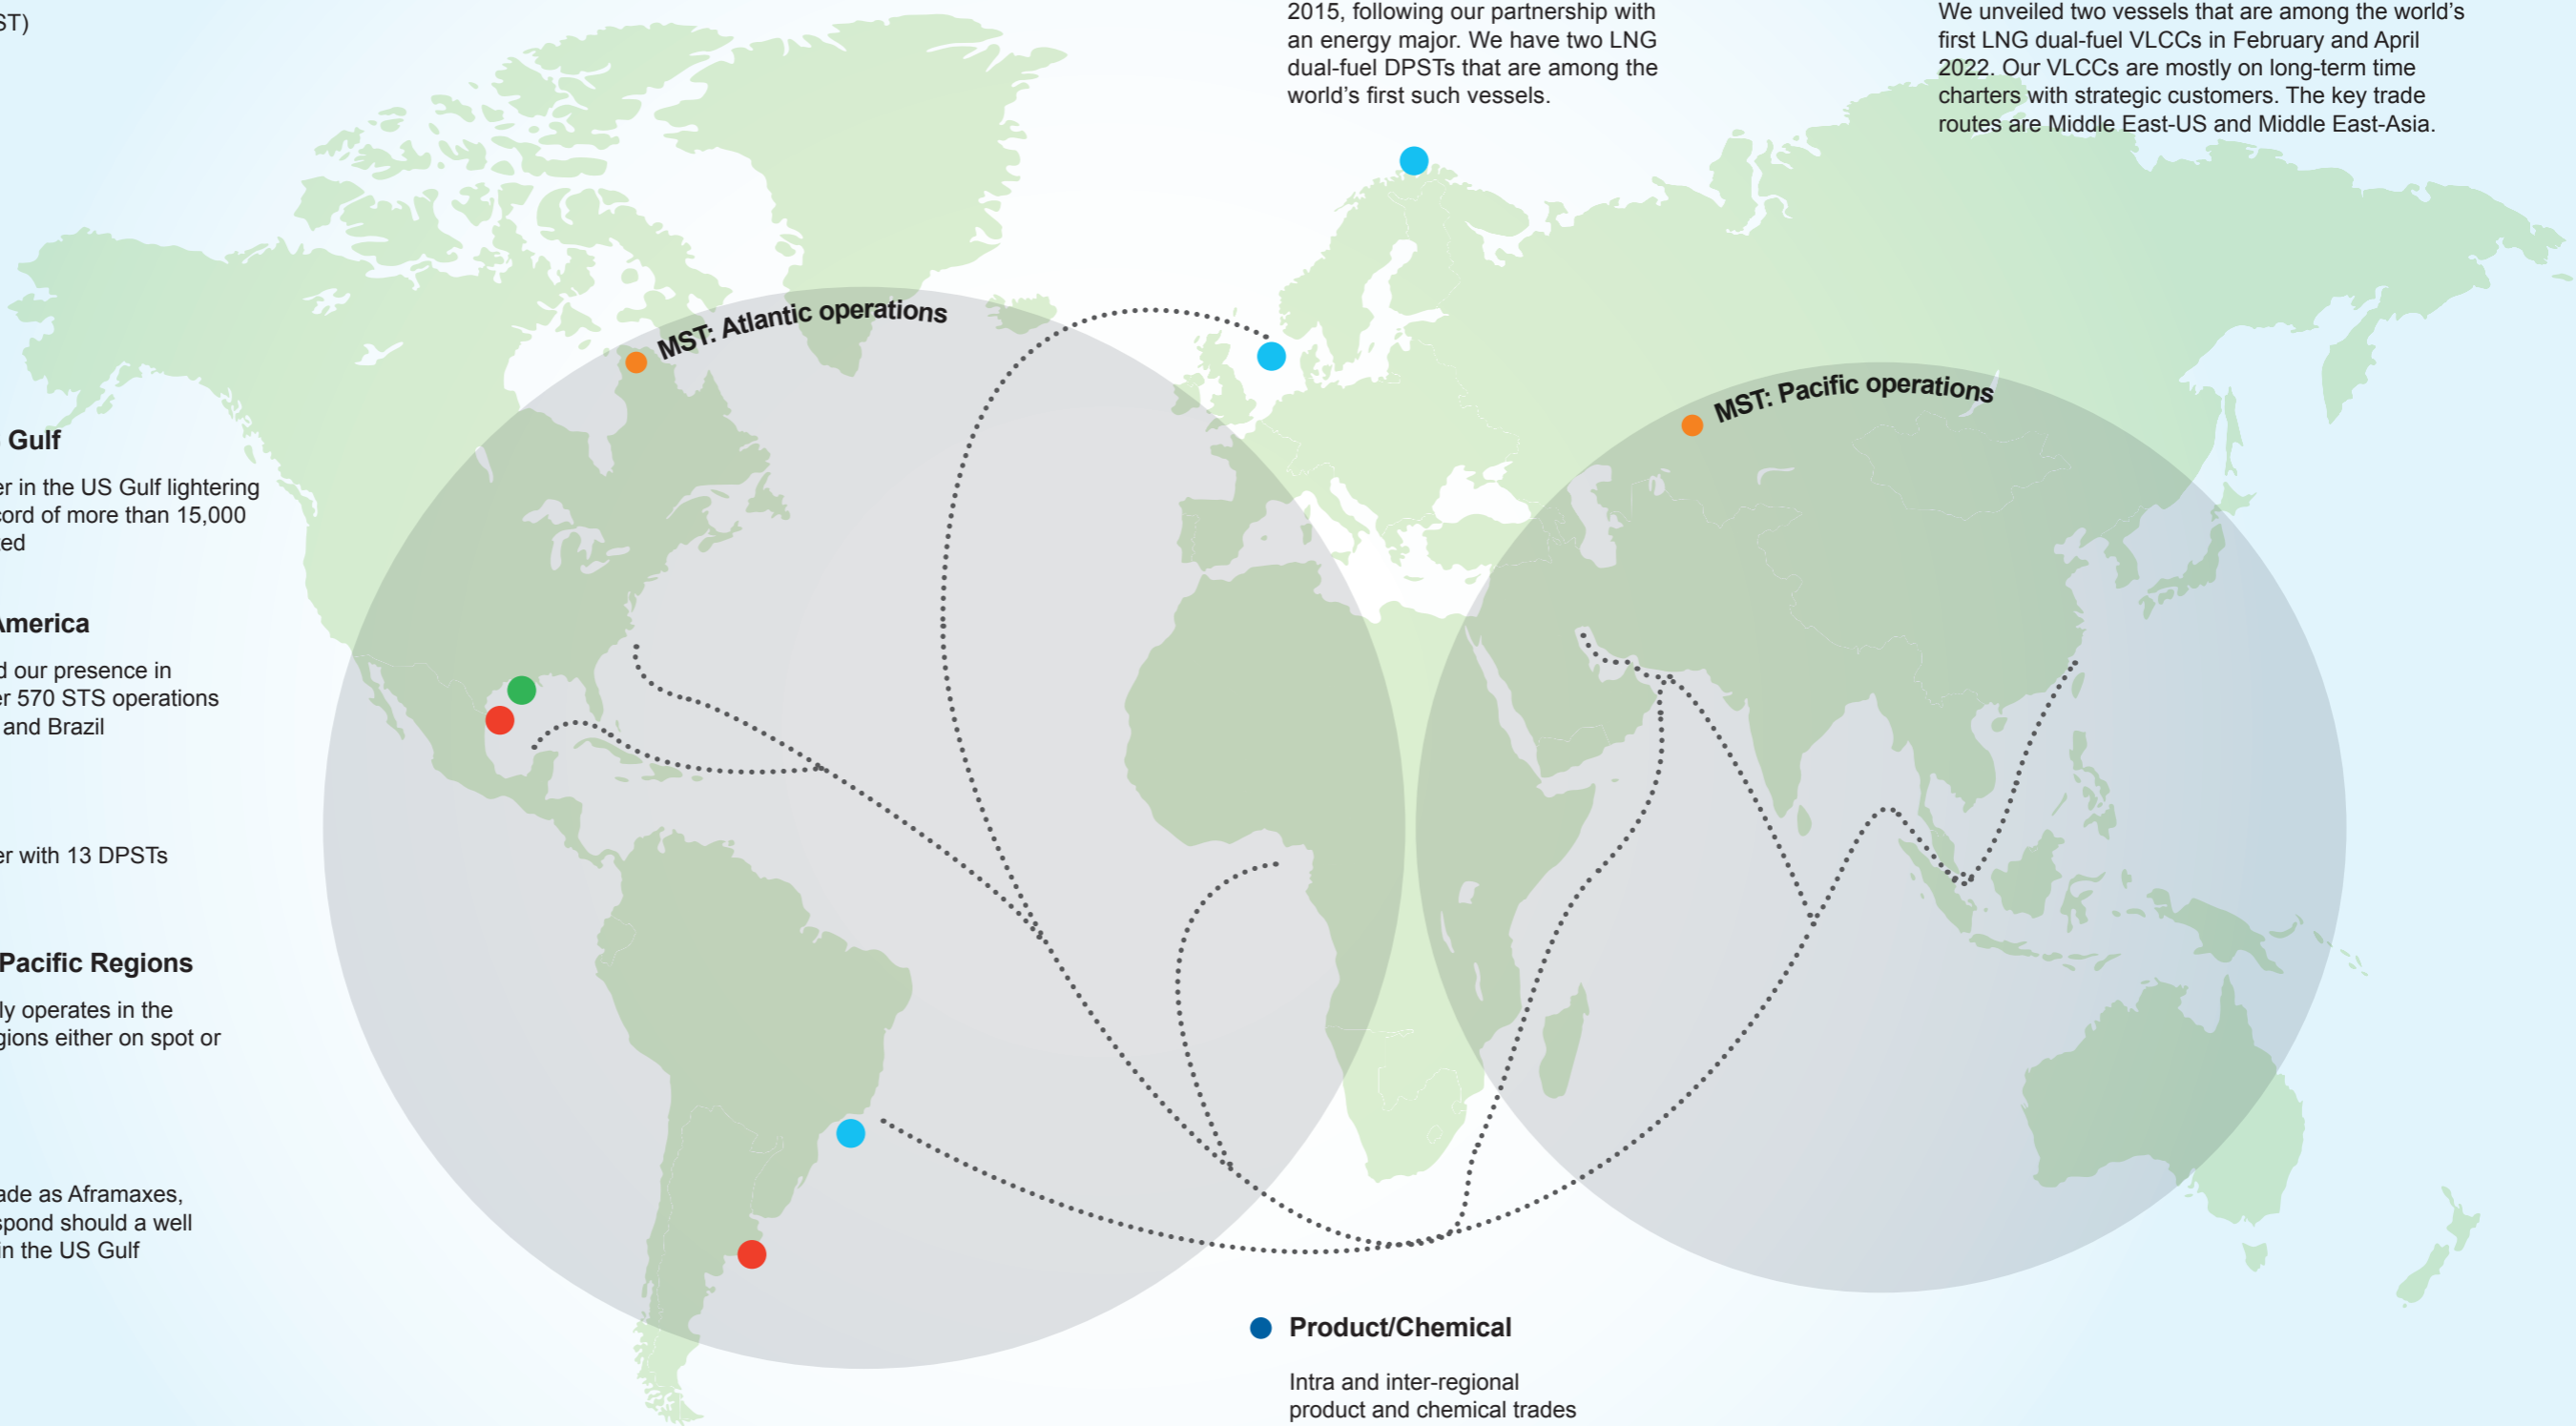 ST)
2015, following our partnership with
an energy major. We have two LNG
dual-fuel DPSTs that are among the
world's first such vessels.
We unveiled two vessels that are among the world's
first LNG dual-fuel VLCCs in February and April
2022. Our VLCCs are mostly on long-term time
charters with strategic customers. The key trade
routes are Middle East-US and Middle East-Asia.
MST: Atlantic operations
MST: Pacific operations
Gulf
er in the US Gulf lightering
cord of more than 15,000
ted
America
d our presence in
er 570 STS operations
and Brazil
er with 13 DPSTs
Pacific Regions
ly operates in the
gions either on spot or
ade as Aframaxes,
spond should a well
in the US Gulf
Product/Chemical
Intra and inter-regional
product and chemical trades